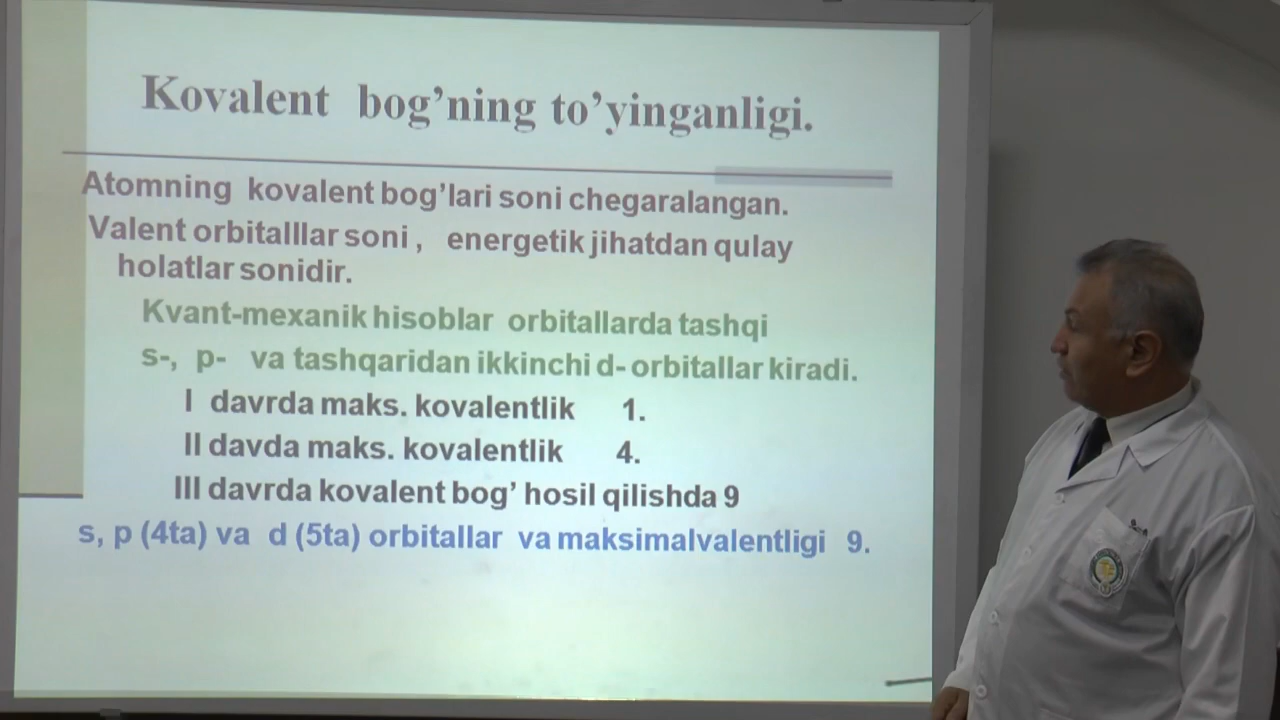 Kovalent bog’ning to’yinganligi.
Atomning kovalent bog’lari soni chegaralangan.
Valent orbitalllar soni , energetik jihatdan qulay
holatlar sonidir.
Kvant-mexanik hisoblar orbitallarda tashqi
s-, p- va tashqaridan ikkinchi d- orbitallar kiradi.
I davrda maks. kovalentlik 1.
II davda maks. kovalentlik 4.
III davrda kovalent bog’ hosil qilishda 9
s, p (4ta) va d (5ta) orbitallar va maksimalvalentligi 9.